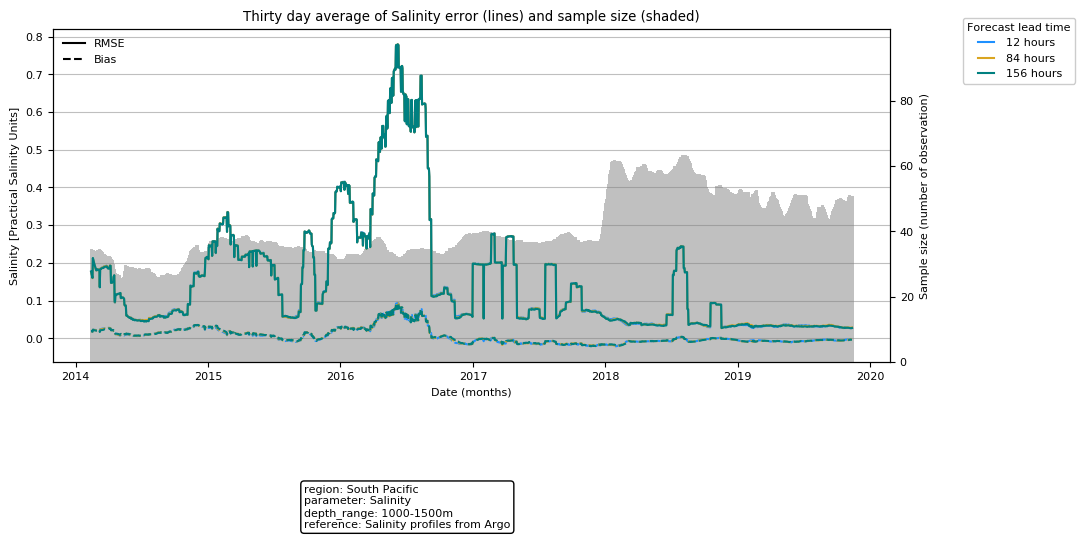 Thirty day average of Salinity error (lines) and sample size (shaded)
Forecast lead time
12 hours
84 hours
156 hours
RMSE
Bias
Salinity [Practical Salinity Units]
0.8
0.7
0.6
0.5
0.4
0.3
0.2
0.1
0.0
Sample size (number of observation)
80
60
40
20
0
2014 2015 2016 2017 2018 2019 2020
Date (months)
region: South Pacific
parameter: Salinity
depth_range: 1000-1500m
reference: Salinity profiles from Argo